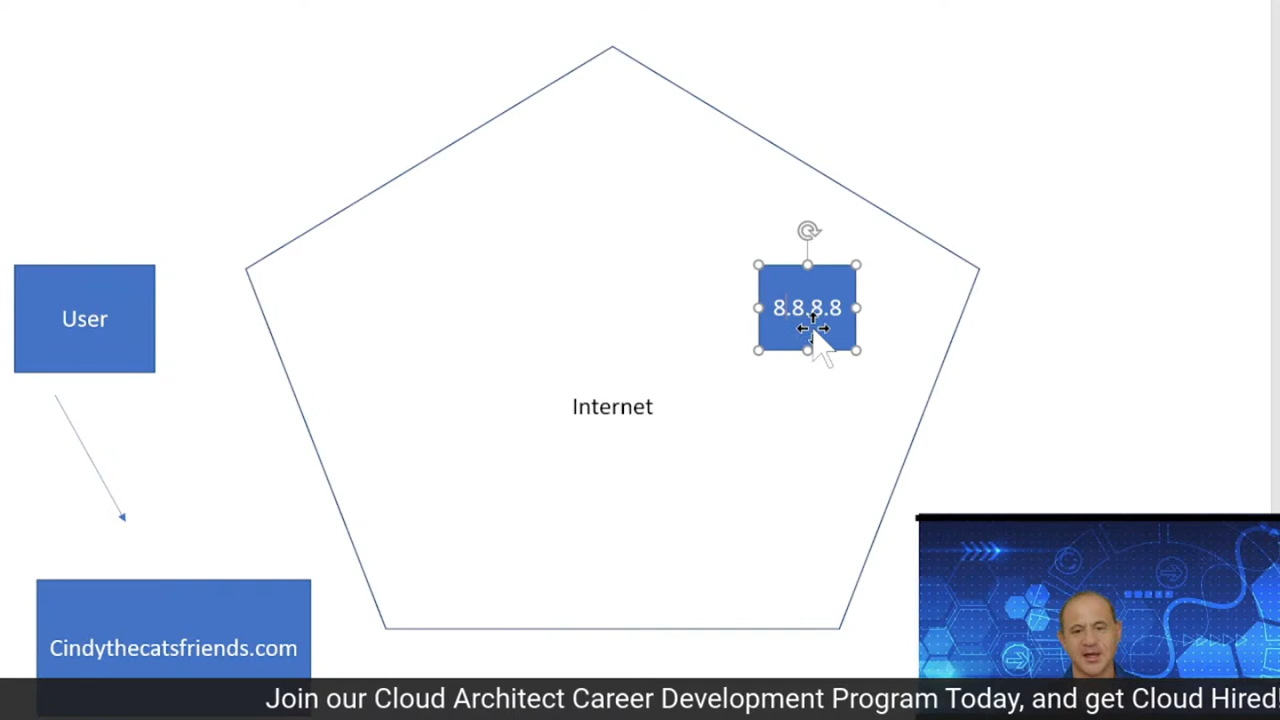 8.8.8.8
User
Internet
Cindythecatsfriends.com
Join our Cloud Architect Career Development Program Today, and get Cloud Hired